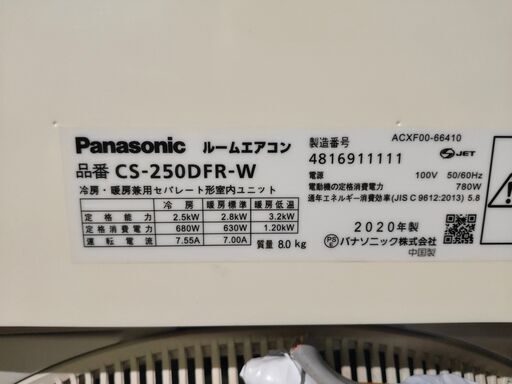 Panasonic ルームエアコン
品番 CS-250DFR-W
冷房・暖房兼用セパレート形室内ユニット
冷房 暖房標準 暖房低温
定格能力 2.5kW 2.8kW 3.2kW
定格消費電力 680W 630W 1.20kW
運転電流 7.55A 7.00A
質量 8.0kg
ACXF00-66410
製造番号
4816911111
JET
電源 100V 50/60Hz
電動機の定格消費電力 780W
通年エネルギー消費効率(JIS C 9612:2013) 5.8
2020年製
PS E パナソニック株式会社
中国製